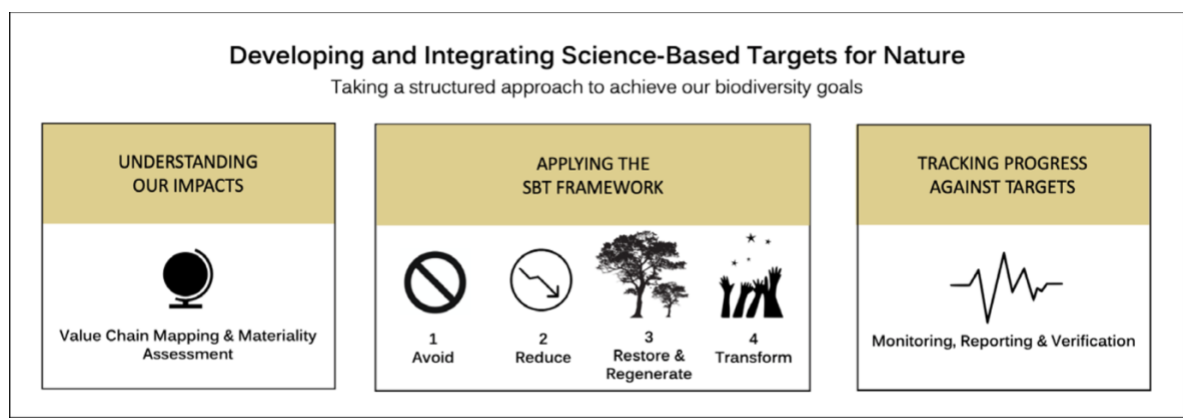 Developing and Integrating Science-Based Targets for Nature
Taking a structured approach to achieve our biodiversity goals
UNDERSTANDING
OUR IMPACTS
Value Chain Mapping & Materiality
Assessment
APPLYING THE
SBT FRAMEWORK
1
Avoid
2
Reduce
3
Restore &
Regenerate
4
Transform
TRACKING PROGRESS
AGAINST TARGETS
Monitoring, Reporting & Verification